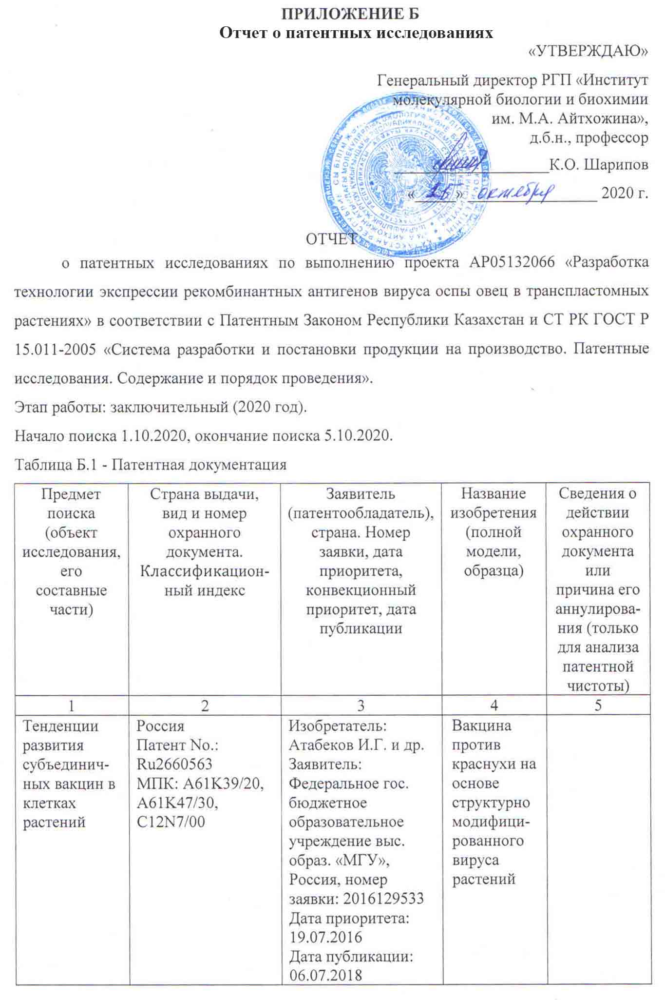 ПРИЛОЖЕНИЕ Б
Отчет о патентных исследованиях
«УТВЕРЖДАЮ»
Генеральный директор РГП «Институт
молекулярной биологии и биохимии
им. М.А. Айтхожина»,
д.б.н., профессор
К.О. Шарипов
« » октября 2020 г.
ОТЧЕТ
о патентных исследованиях по выполнению проекта АР05132066 «Разработка
технологии экспрессии рекомбинантных антигенов вируса оспы овец в транспластомных
растениях» в соответствии с Патентным Законом Республики Казахстан и СТ РК ГОСТ Р
15.011-2005 «Система разработки и постановки продукции на производство. Патентные
исследования. Содержание и порядок проведения».
Этап работы: заключительный (2020 год).
Начало поиска 1.10.2020, окончание поиска 5.10.2020.
Таблица Б.1 - Патентная документация
Предмет
поиска
(объект
исследования,
его
составные
части)
Страна выдачи,
вид и номер
охранного
документа.
Классификацион-
ный индекс
Заявитель
(патентообладатель),
страна. Номер
заявки, дата
приоритета,
конвекционный
приоритет, дата
публикации
Название
изобретения
(полной
модели,
образца)
Сведения о
действии
охранного
документа
или
причина его
аннулирова-
ния (только
для анализа
патентной
чистоты)
1
2
3
4
5
Тенденции
развития
субъединич-
ных вакцин в
клетках
растений
Россия
Патент No.:
Ru2660563
МПК: A61K39/20,
A61K47/30,
C12N7/00
Изобретатель:
Атабеков И.Г. и др.
Заявитель:
Федеральное гос.
бюджетное
образовательное
учреждение выс.
образ. «МГУ»,
Россия, номер
заявки: 2016129533
Дата приоритета:
19.07.2016
Дата публикации:
06.07.2018
Вакцина
против
краснухи на
основе
структурно
модифици-
рованного
вируса
растений